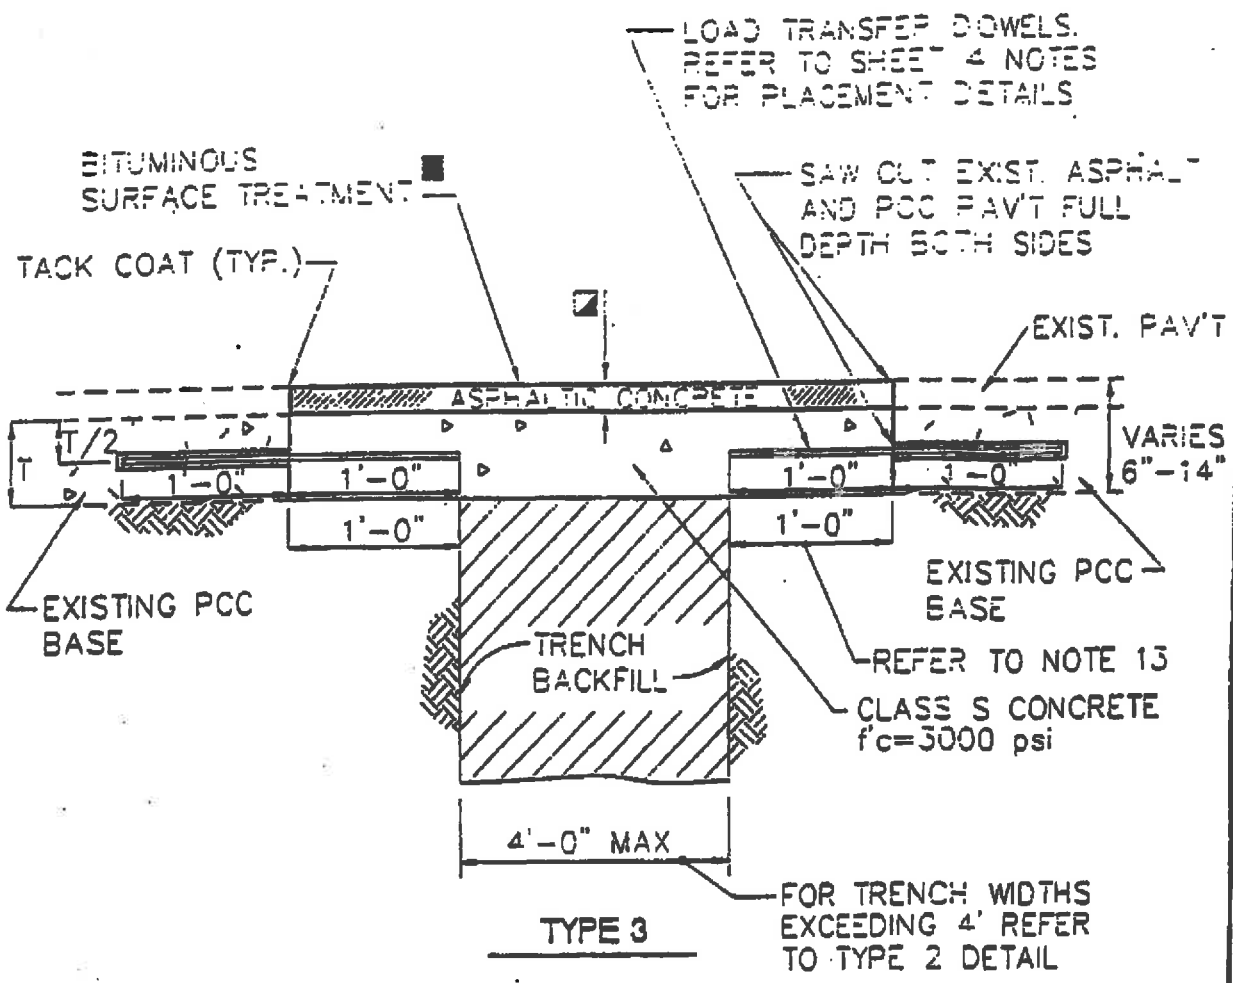 LOAD TRANSFER DOWELS.
REFER TO SHEET 4 NOTES
FOR PLACEMENT DETAILS
BITUMINOUS
SURFACE TREATMENT
SAW CUT EXIST. ASPHALT
AND PCC PAV'T FULL
DEPTH BOTH SIDES
TACK COAT (TYP.)
EXIST. PAV'T
ASPHALTIC CONCRETE
T/2
T
VARIES
6"-14"
1'-0"
1'-0"
1'-0"
1'-0"
1'-0"
1'-0"
EXISTING PCC
BASE
EXISTING PCC
BASE
TRENCH
BACKFILL
REFER TO NOTE 13
CLASS S CONCRETE
f'c=3000 psi
4'-0" MAX
FOR TRENCH WIDTHS
EXCEEDING 4' REFER
TO TYPE 2 DETAIL
TYPE 3